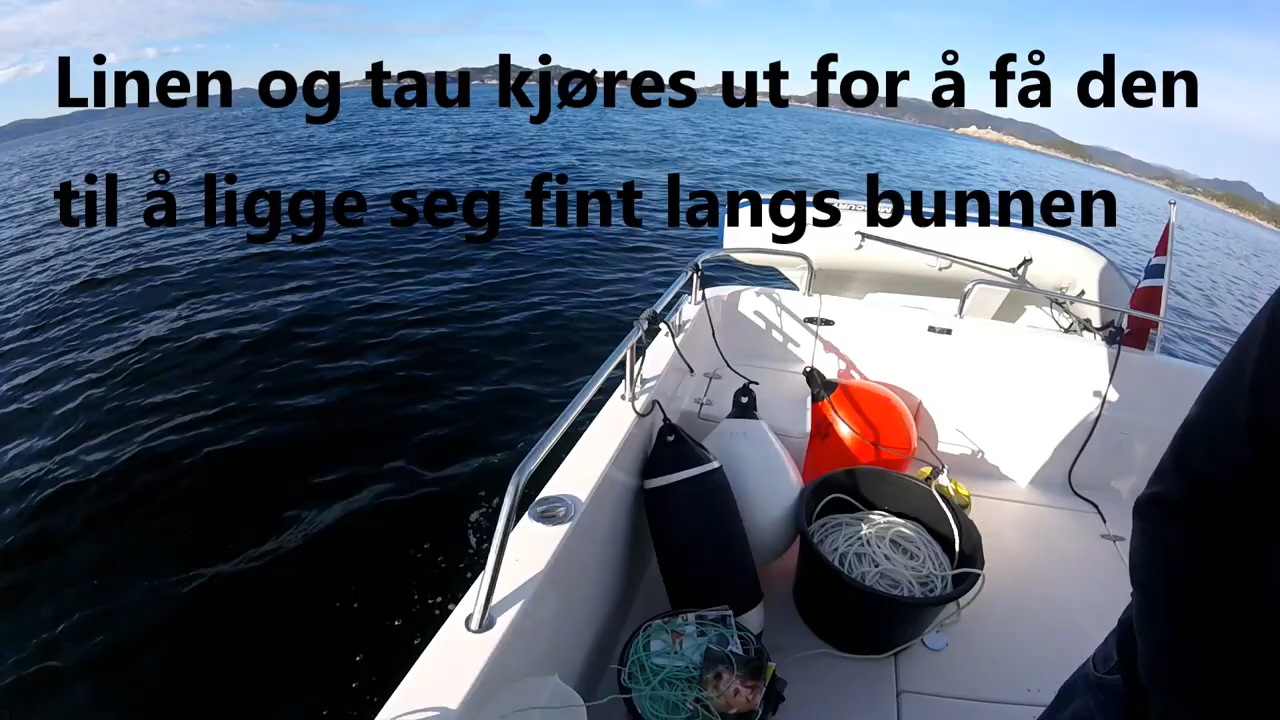 Linen og tau kjøres ut for å få den
til å ligge seg fint langs bunnen